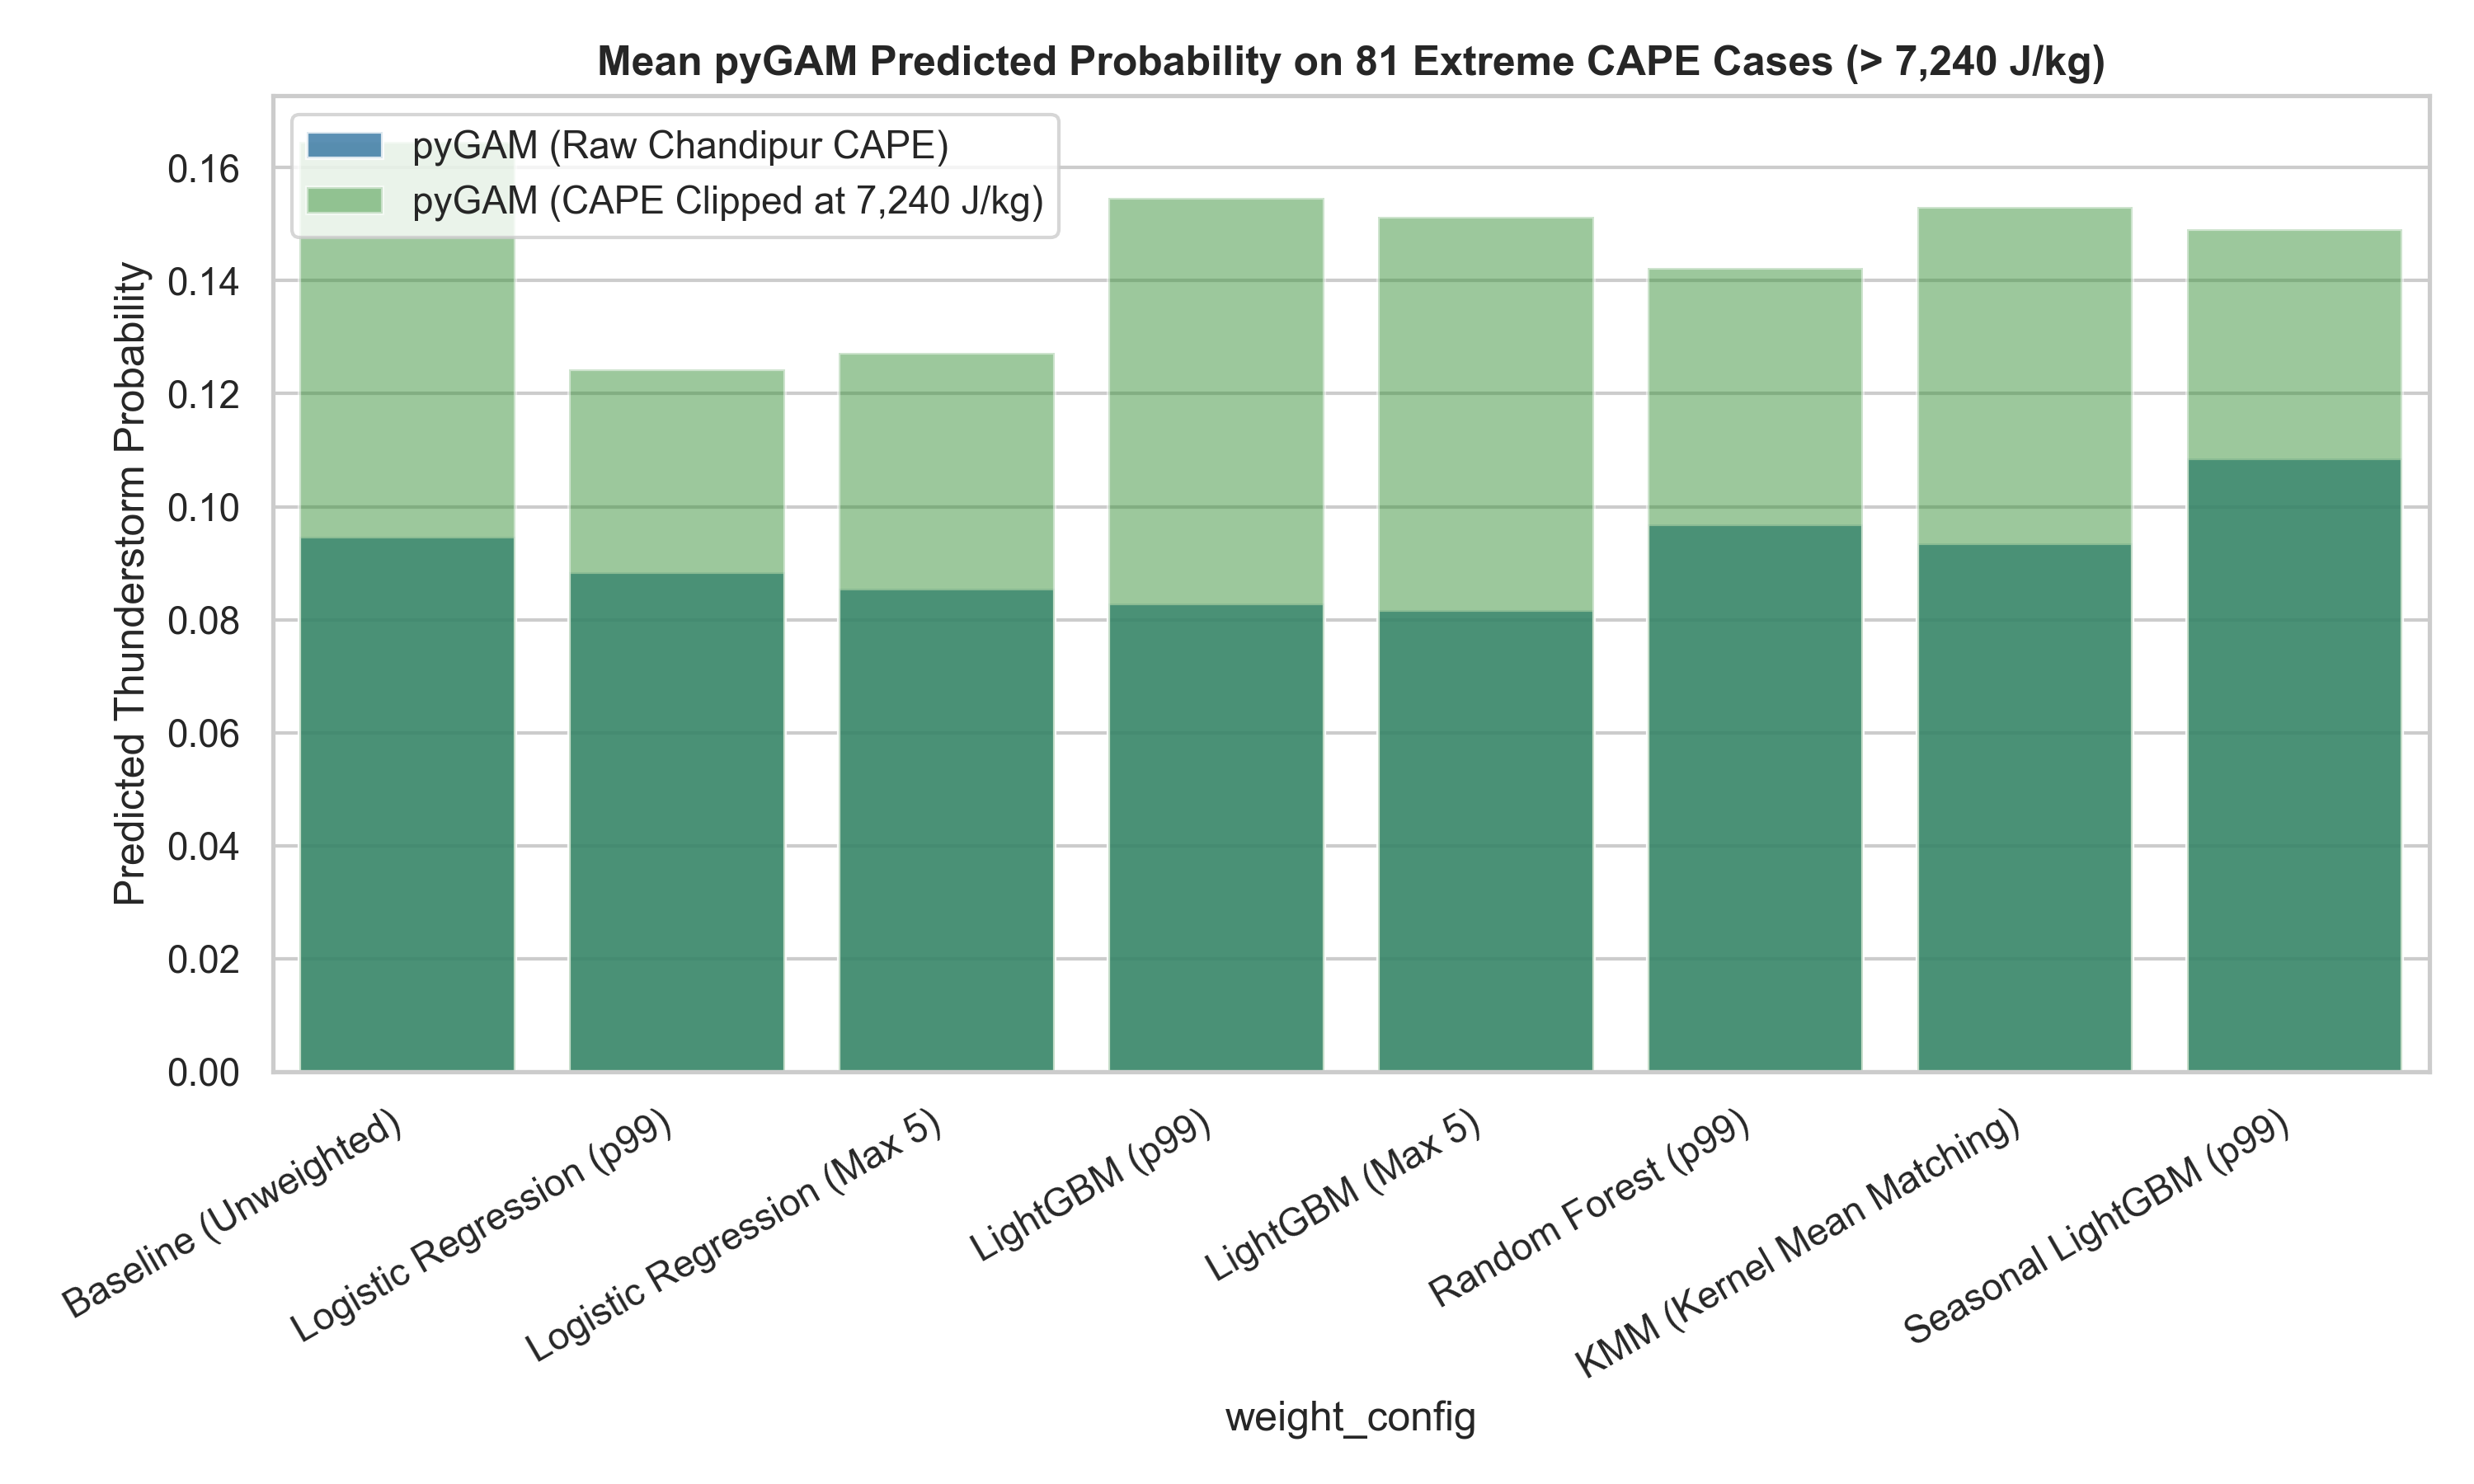 Mean pyGAM Predicted Probability on 81 Extreme CAPE Cases (> 7,240 J/kg)
pyGAM (Raw Chandipur CAPE)
pyGAM (CAPE Clipped at 7,240 J/kg)
Predicted Thunderstorm Probability
0.16
0.14
0.12
0.10
0.08
0.06
0.04
0.02
0.00
Baseline (Unweighted)
Logistic Regression (p99)
Logistic Regression (Max 5)
LightGBM (p99)
LightGBM (Max 5)
Random Forest (p99)
KMM (Kernel Mean Matching)
Seasonal LightGBM (p99)
weight_config